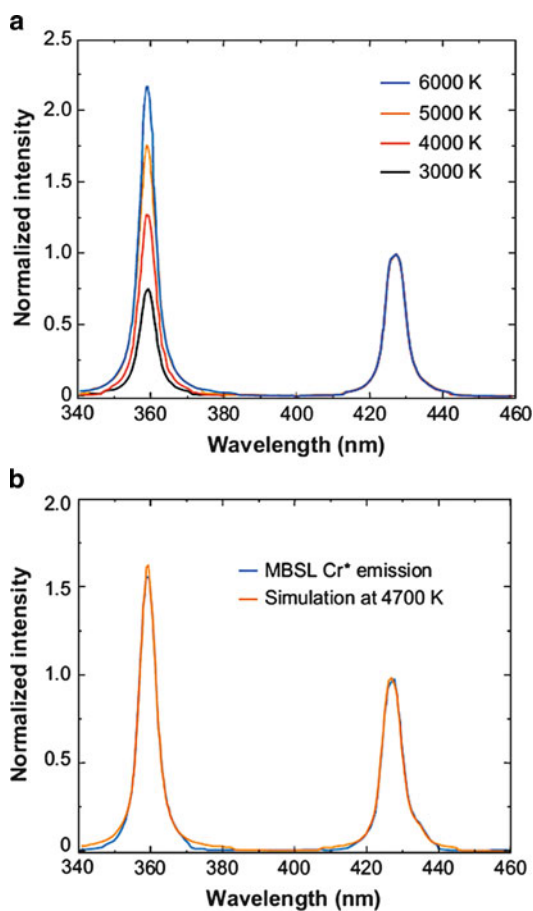 a
2.5
2.0
1.5
1.0
0.5
0
Normalized intensity
6000 K
5000 K
4000 K
3000 K
340 360 380 400 420 440 460
Wavelength (nm)
b
2.0
1.5
1.0
0.5
0
Normalized intensity
MBSL Cr* emission
Simulation at 4700 K
340 360 380 400 420 440 460
Wavelength (nm)